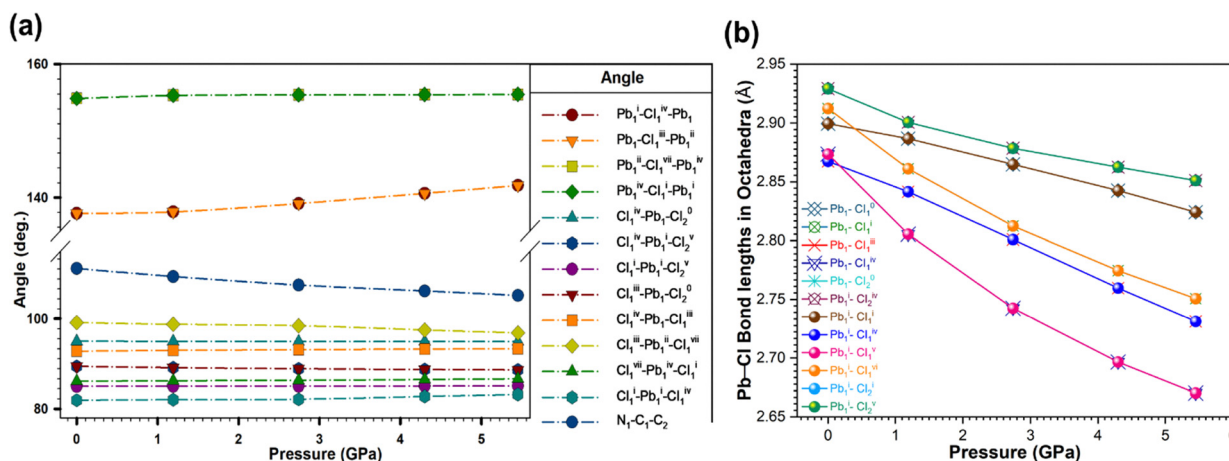 (a)
160
140
100
80
Angle (deg.)
0 1 2 3 4 5
Pressure (GPa)
Angle
Pb₁ⁱ-Cl₁ⁱᵛ-Pb₁
Pb₁-Cl₁ⁱⁱⁱ-Pb₁ⁱⁱ
Pb₁ⁱⁱ-Cl₁ᵛⁱⁱ-Pb₁ⁱᵛ
Pb₁ⁱᵛ-Cl₁ⁱ-Pb₁ⁱ
Cl₁ⁱᵛ-Pb₁-Cl₂⁰
Cl₁ⁱᵛ-Pb₁ⁱ-Cl₂ᵛ
Cl₁ⁱ-Pb₁ⁱ-Cl₂ᵛ
Cl₁ⁱⁱⁱ-Pb₁-Cl₂⁰
Cl₁ⁱᵛ-Pb₁-Cl₁ⁱⁱⁱ
Cl₁ⁱⁱⁱ-Pb₁ⁱⁱ-Cl₁ᵛⁱⁱ
Cl₁ᵛⁱⁱ-Pb₁ⁱᵛ-Cl₁ⁱ
Cl₁ⁱ-Pb₁ⁱ-Cl₁ⁱᵛ
N₁-C₁-C₂
(b)
2.95
2.90
2.85
2.80
2.75
2.70
2.65
Pb–Cl Bond lengths in Octahedra (Å)
Pb₁- Cl₁⁰
Pb₁- Cl₁ⁱ
Pb₁- Cl₁ⁱⁱⁱ
Pb₁- Cl₁ⁱᵛ
Pb₁- Cl₂⁰
Pb₁ⁱ- Cl₂ⁱᵛ
Pb₁ⁱ- Cl₁ⁱ
Pb₁ⁱ- Cl₁ⁱᵛ
Pb₁ⁱ- Cl₁ᵛ
Pb₁ⁱ- Cl₁ᵛⁱ
Pb₁ⁱ- Cl₂ⁱ
Pb₁ⁱ- Cl₂ᵛ
0 1 2 3 4 5 6
Pressure (GPa)